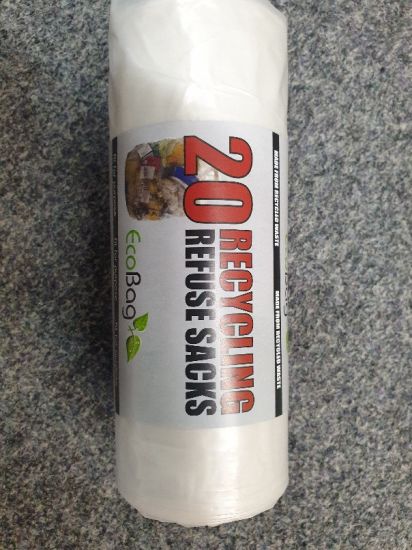 MADE FROM RECYCLED WASTE
MADE FROM RECYCLED WASTE
20 RECYCLING
REFUSE SACKS
EcoBag